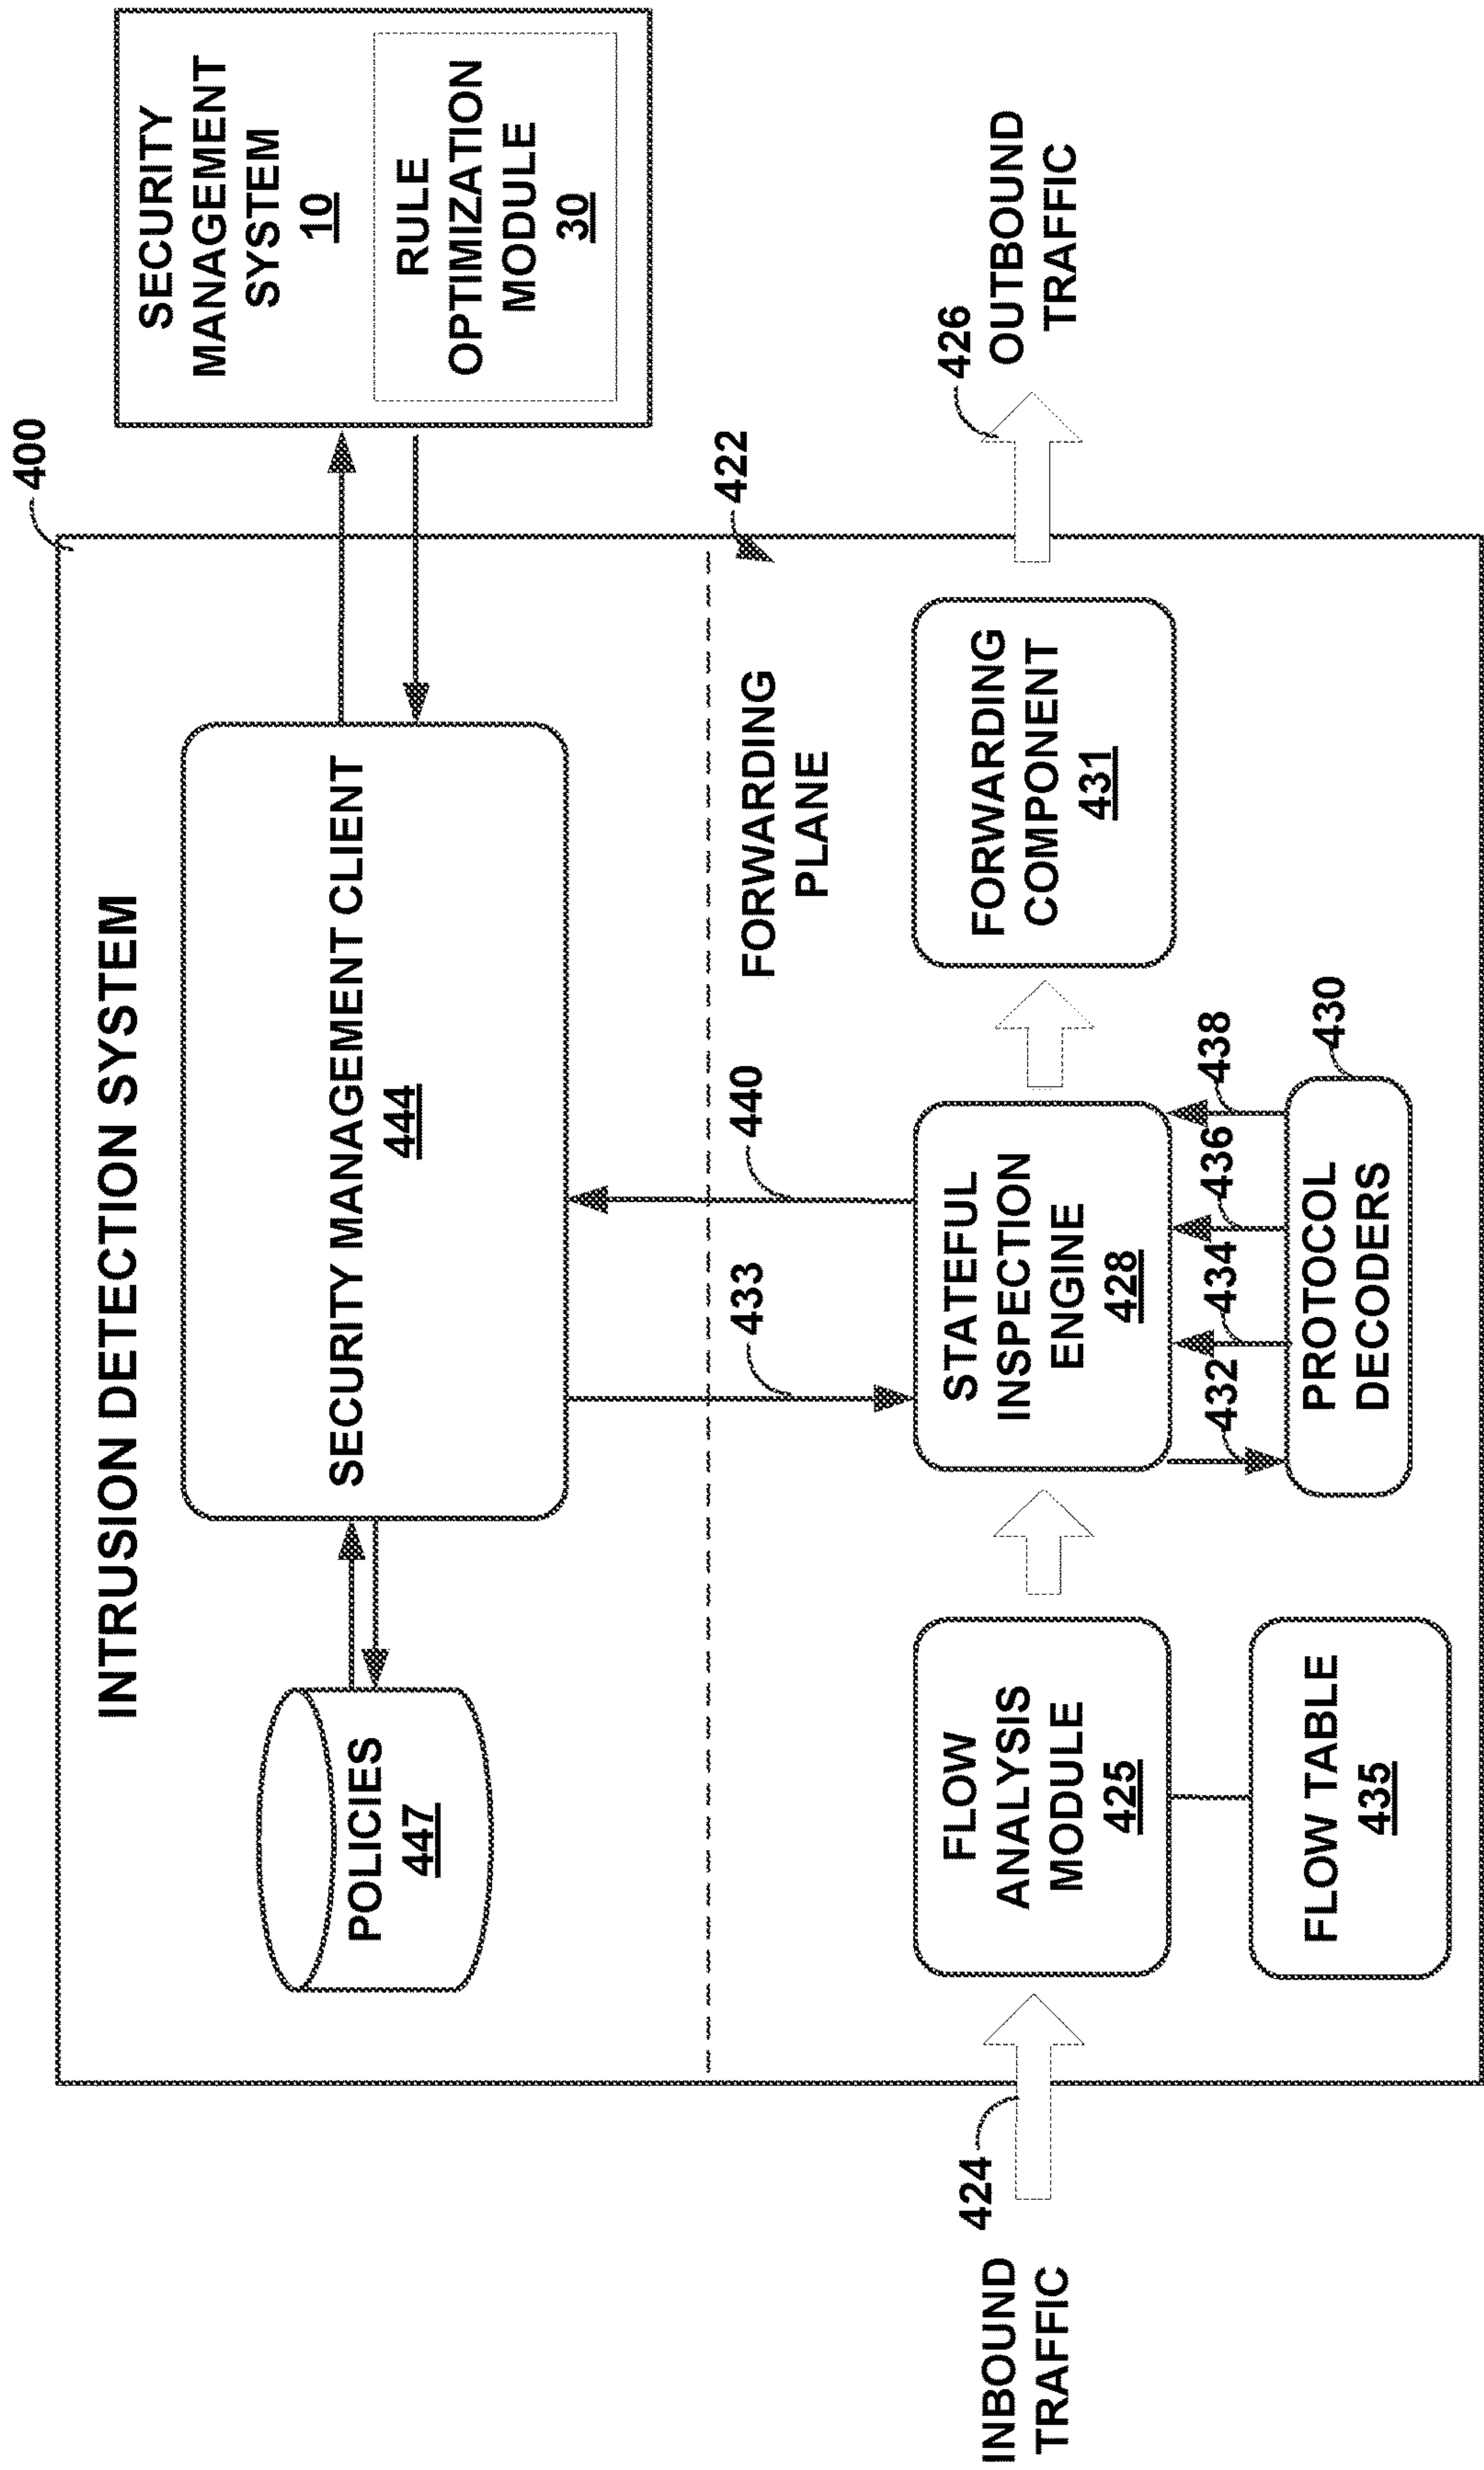 400
INTRUSION DETECTION SYSTEM
POLICIES
447
SECURITY MANAGEMENT CLIENT
444
SECURITY
MANAGEMENT
SYSTEM
10
RULE
OPTIMIZATION
MODULE
30
433
440
FORWARDING
PLANE
422
INBOUND
TRAFFIC
424
FLOW
ANALYSIS
MODULE
425
FLOW TABLE
435
STATEFUL
INSPECTION
ENGINE
428
432
434
436
438
PROTOCOL
DECODERS
430
FORWARDING
COMPONENT
431
426
OUTBOUND
TRAFFIC